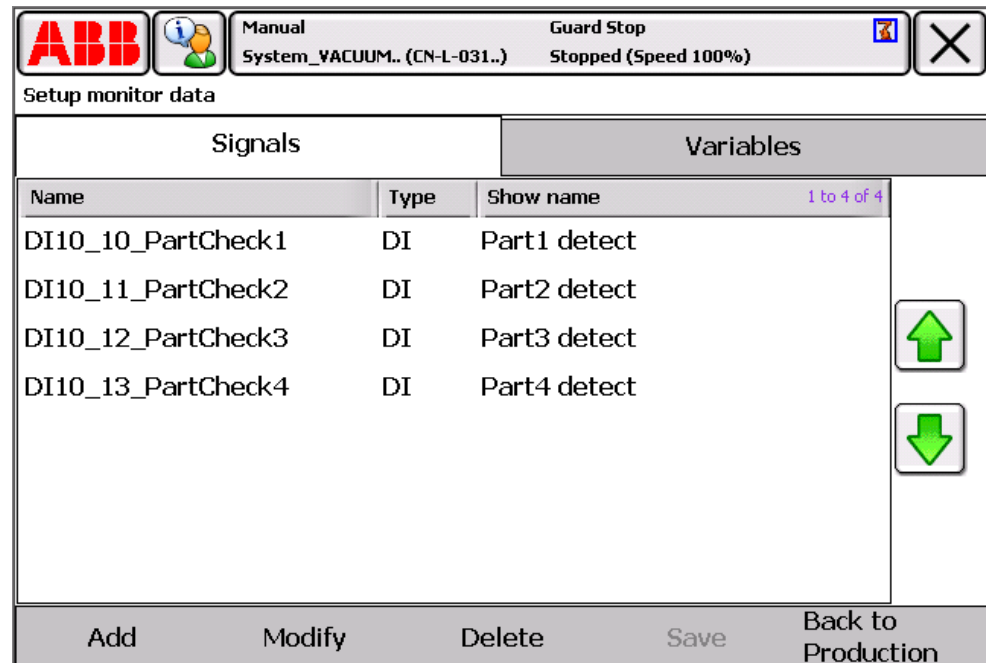 ABB
Manual
Guard Stop
System_VACUUM.. (CN-L-031..)
Stopped (Speed 100%)
Setup monitor data
Signals
Variables
Name Type Show name 1 to 4 of 4
DI10_10_PartCheck1 DI Part1 detect
DI10_11_PartCheck2 DI Part2 detect
DI10_12_PartCheck3 DI Part3 detect
DI10_13_PartCheck4 DI Part4 detect
Add
Modify
Delete
Save
Back to
Production